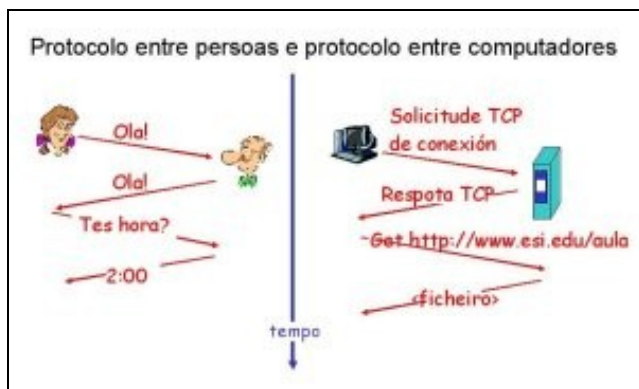 Protocolo entre persoas e protocolo entre computadores
Ola!
Ola!
Tes hora?
2:00
Solicitude TCP
de conexión
Respota TCP
Get http://www.esi.edu/aula
<ficheiro>
tempo